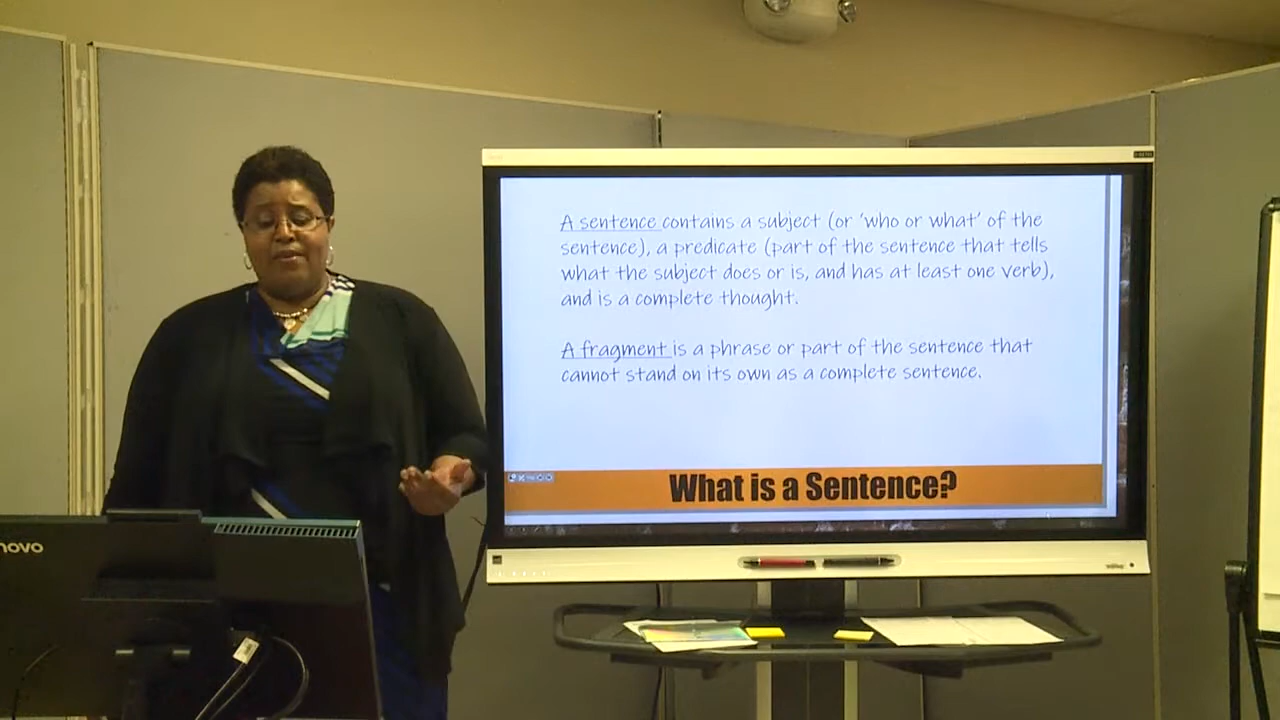 A sentence contains a subject (or 'who or what' of the
sentence), a predicate (part of the sentence that tells
what the subject does or is, and has at least one verb),
and is a complete thought.
A fragment is a phrase or part of the sentence that
cannot stand on its own as a complete sentence.
What is a Sentence?
novo